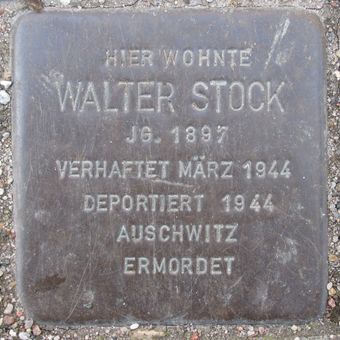 HIER WOHNTE
WALTER STOCK
JG. 1897
VERHAFTET MÄRZ 1944
DEPORTIERT 1944
AUSCHWITZ
ERMORDET